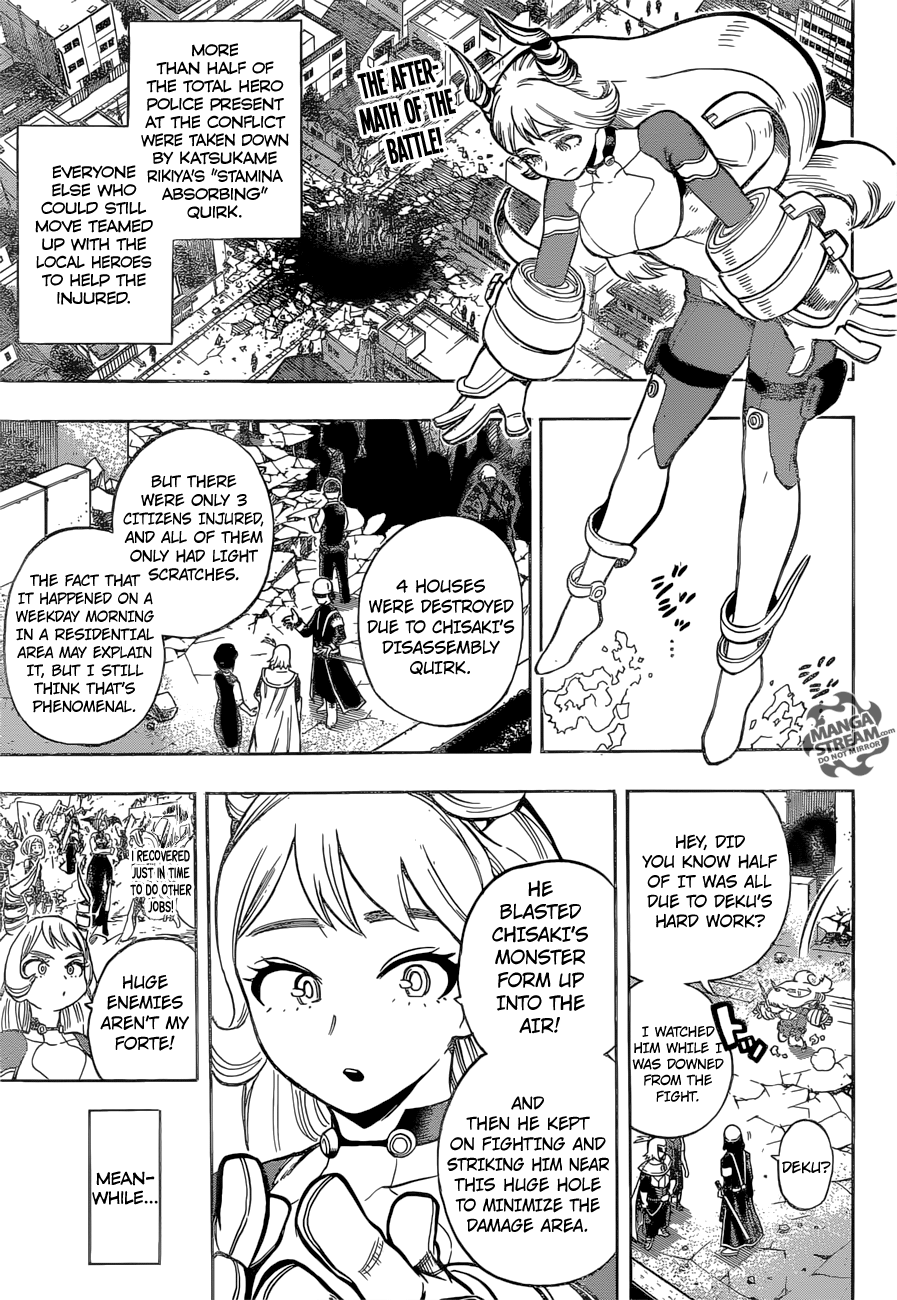 THE AFTER-
MATH OF THE
BATTLE!
MORE
THAN HALF OF
THE TOTAL HERO
POLICE PRESENT
AT THE CONFLICT
WERE TAKEN DOWN
BY KATSUKAME
RIKIYA'S "STAMINA
ABSORBING"
QUIRK.
EVERYONE
ELSE WHO
COULD STILL
MOVE TEAMED
UP WITH THE
LOCAL HEROES
TO HELP THE
INJURED.
4 HOUSES
WERE DESTROYED
DUE TO CHISAKI'S
DISASSEMBLY
QUIRK.
BUT THERE
WERE ONLY 3
CITIZENS INJURED,
AND ALL OF THEM
ONLY HAD LIGHT
SCRATCHES.
THE FACT THAT
IT HAPPENED ON A
WEEKDAY MORNING
IN A RESIDENTIAL
AREA MAY EXPLAIN
IT, BUT I STILL
THINK THAT'S
PHENOMENAL.
MANGA
STREAM.com
DO NOT MIRROR
HEY, DID
YOU KNOW HALF
OF IT WAS ALL
DUE TO DEKU'S
HARD WORK?
I WATCHED
HIM WHILE I
WAS DOWNED
FROM THE
FIGHT.
トッ
DEKU?
HE
BLASTED
CHISAKI'S
MONSTER
FORM UP
INTO THE
AIR!
AND
THEN HE KEPT
ON FIGHTING AND
STRIKING HIM NEAR
THIS HUGE HOLE
TO MINIMIZE THE
DAMAGE AREA.
I RECOVERED
JUST IN TIME
TO DO OTHER
JOBS!
HUGE
ENEMIES
AREN'T MY
FORTE!
MEAN-
WHILE...